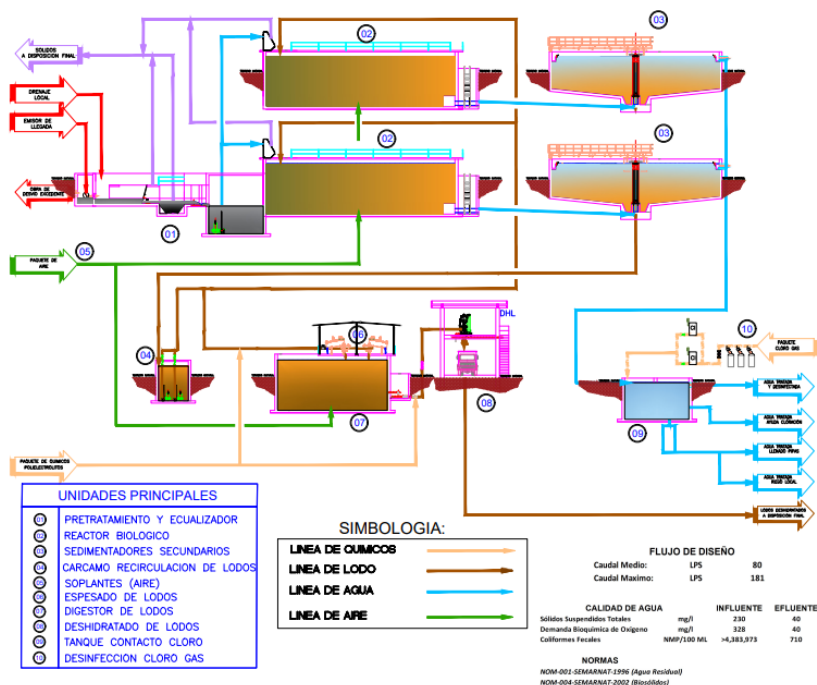 SOLIDOS
A DISPOSICION FINAL
DRENAJE
LOCAL
EMISOR DE
LLEGADA
OBRA DE
DESVIO EXCEDENTE
PAQUETE DE
AIRE
PAQUETE DE QUIMICOS
POLIELECTROLITOS
02
03
02
03
01
05
04
06
07
DHL
08
10
PAQUETE
CLORO GAS
09
AGUA TRATADA
Y DESINFECTADA
AGUA TRATADA
AYUDA CLORACION
AGUA TRATADA
LLENADO PIPAS
AGUA TRATADA
RIEGO LOCAL
LODOS DESHIDRATADOS
A DISPOSICION FINAL
UNIDADES PRINCIPALES
01 PRETRATAMIENTO Y ECUALIZADOR
02 REACTOR BIOLOGICO
03 SEDIMENTADORES SECUNDARIOS
04 CARCAMO RECIRCULACION DE LODOS
05 SOPLANTES (AIRE)
06 ESPESADO DE LODOS
07 DIGESTOR DE LODOS
08 DESHIDRATADO DE LODOS
09 TANQUE CONTACTO CLORO
10 DESINFECCION CLORO GAS
SIMBOLOGIA:
LINEA DE QUIMICOS
LINEA DE LODO
LINEA DE AGUA
LINEA DE AIRE
FLUJO DE DISEÑO
Caudal Medio: LPS 80
Caudal Maximo: LPS 181
CALIDAD DE AGUA INFLUENTE EFLUENTE
Sólidos Suspendidos Totales mg/l 230 40
Demanda Bioquimica de Oxigeno mg/l 328 40
Coliformes Fecales NMP/100 ML >4,383,973 710
NORMAS
NOM-001-SEMARNAT-1996 (Agua Residual)
NOM-004-SEMARNAT-2002 (Biosólidos)